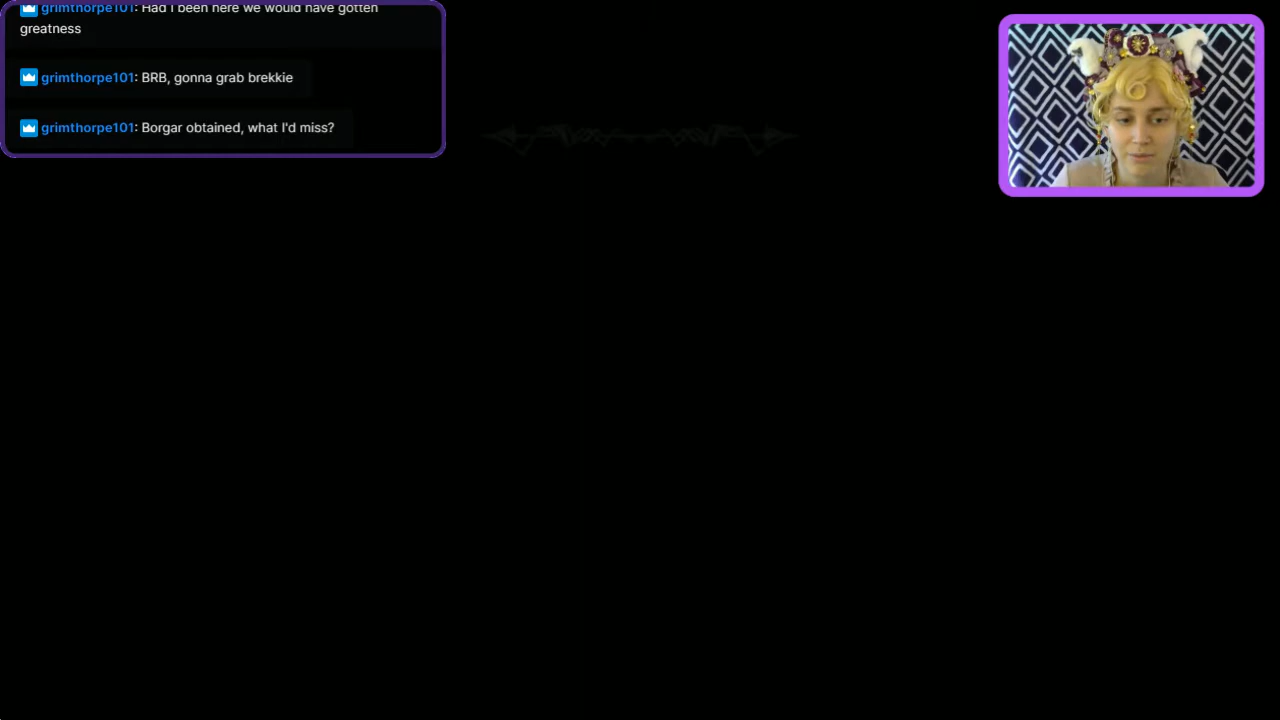 grimthorpe101: Had I been here we would have gotten
greatness
grimthorpe101: BRB, gonna grab brekkie
grimthorpe101: Borgar obtained, what I'd miss?